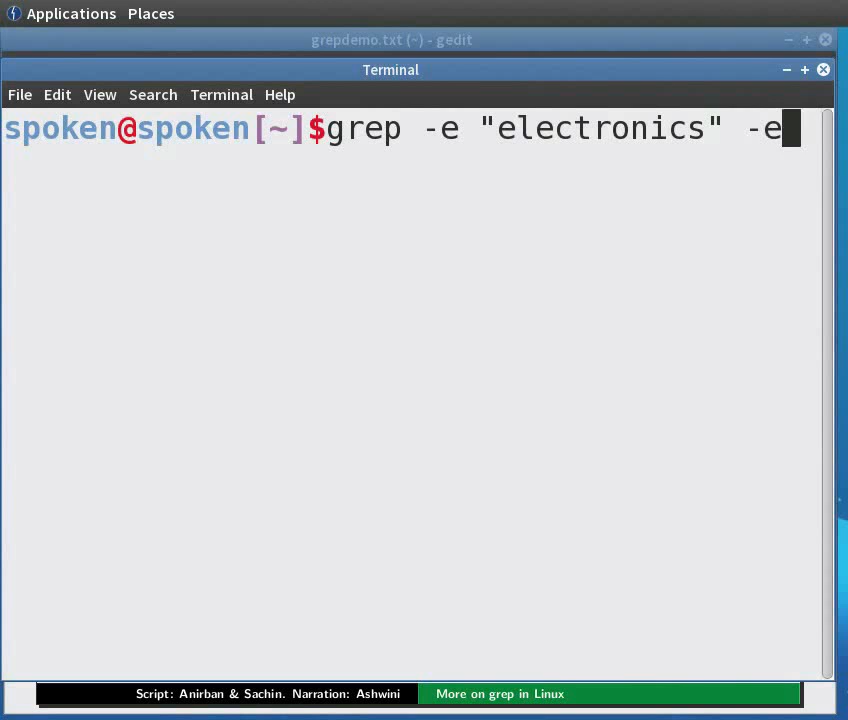 Applications Places
grepdemo.txt (~) - gedit
Terminal
File Edit View Search Terminal Help
spoken@spoken[~]$grep -e "electronics" -e
Script: Anirban & Sachin. Narration: Ashwini More on grep in Linux